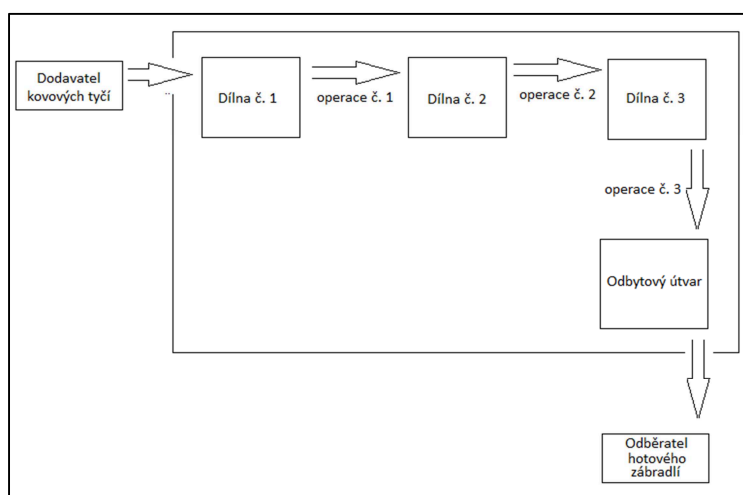 Dodavatel
kovových tyčí
Dílna č. 1
operace č. 1
Dílna č. 2
operace č. 2
Dílna č. 3
operace č. 3
Odbytový útvar
Odběratel
hotového
zábradlí